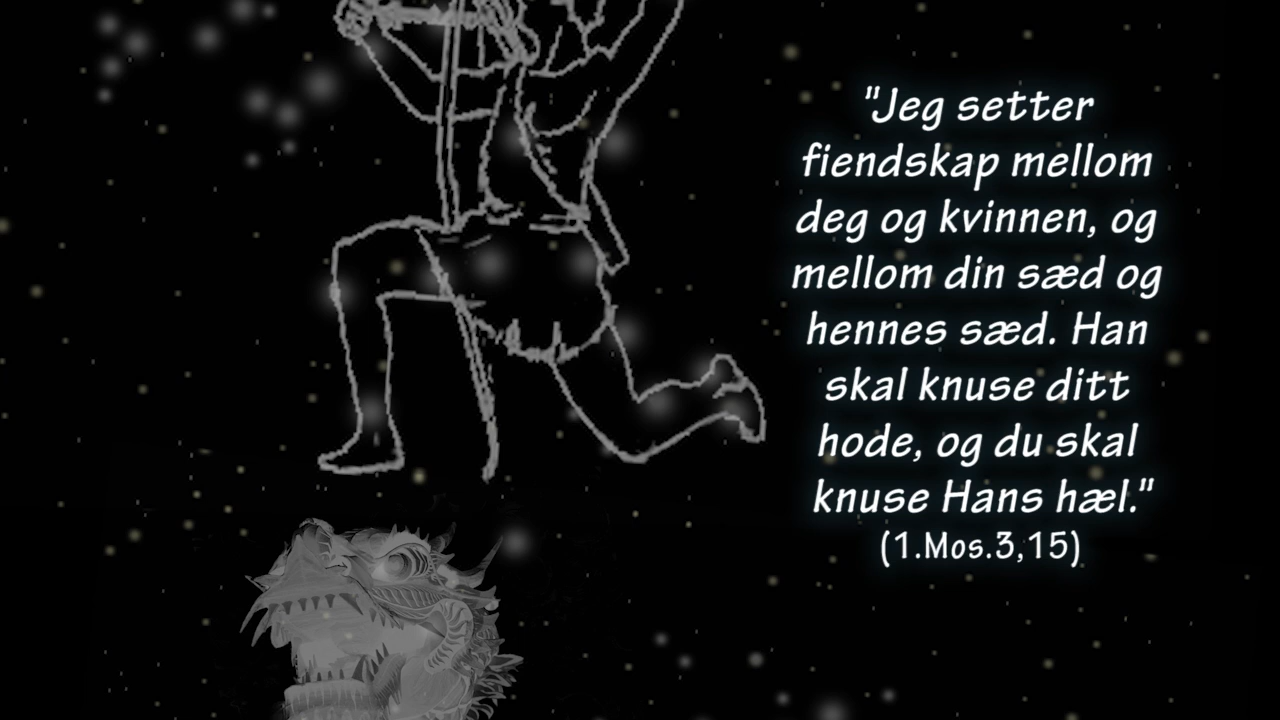 "Jeg setter
fiendskap mellom
deg og kvinnen, og
mellom din sæd og
hennes sæd. Han
skal knuse ditt
hode, og du skal
knuse Hans hæl."
(1.Mos.3,15)